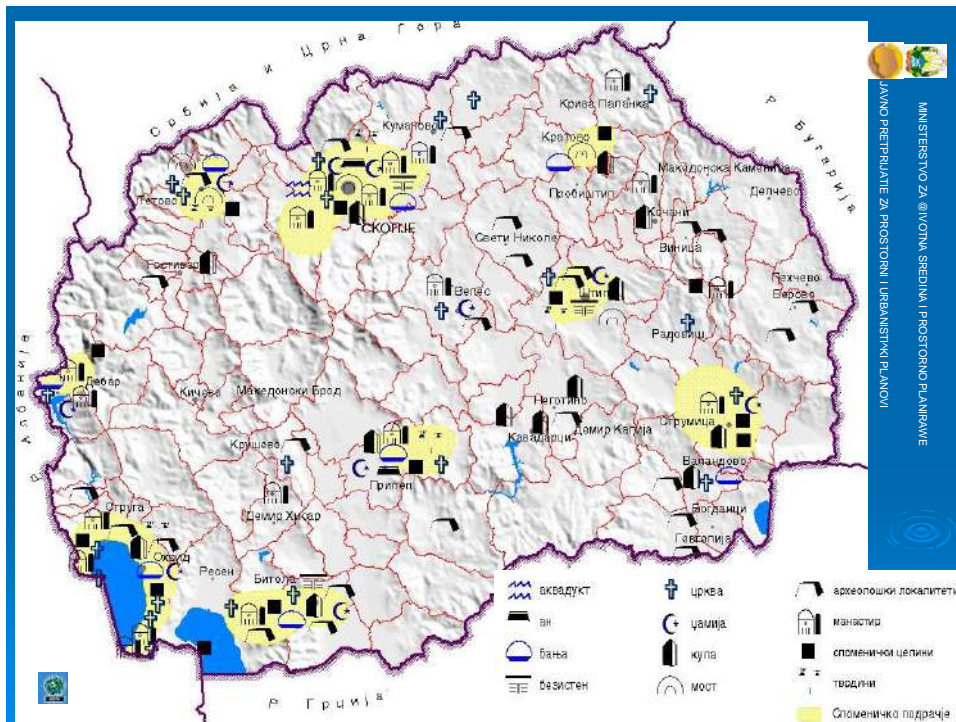 Србија и Црна Гора
Р. Бугарија
Крива Паланка
Куманово
Кратово
Македонска Каменица
Делчево
Пробиштип
Тетово
Кочани
СКОПЈЕ
Свети Николе
Виница
Гостивар
Пехчево
Берово
Велес
Штип
Радовиш
Р. Албанија
Дебар
Кичево
Македонски Брод
Неготино
Струмица
Кавадарци
Демир Капија
Крушево
Валандово
Прилеп
Богданци
Струга
Демир Хисар
Гевгелија
Охрид
Ресен
Битола
Р. Грција
аквадукт
ан
бања
безистен
црква
џамија
кула
мост
археолошки локалитети
манастир
споменички целини
тврдини
Споменичко подрачје
MINISTERSTVO ZA @IVOTNA SREDINA I PROSTORNO PLANIRAWE
JAVNO PRETPRIJATIE ZA PROSTORNI I URBANISTI^KI PLANOVI